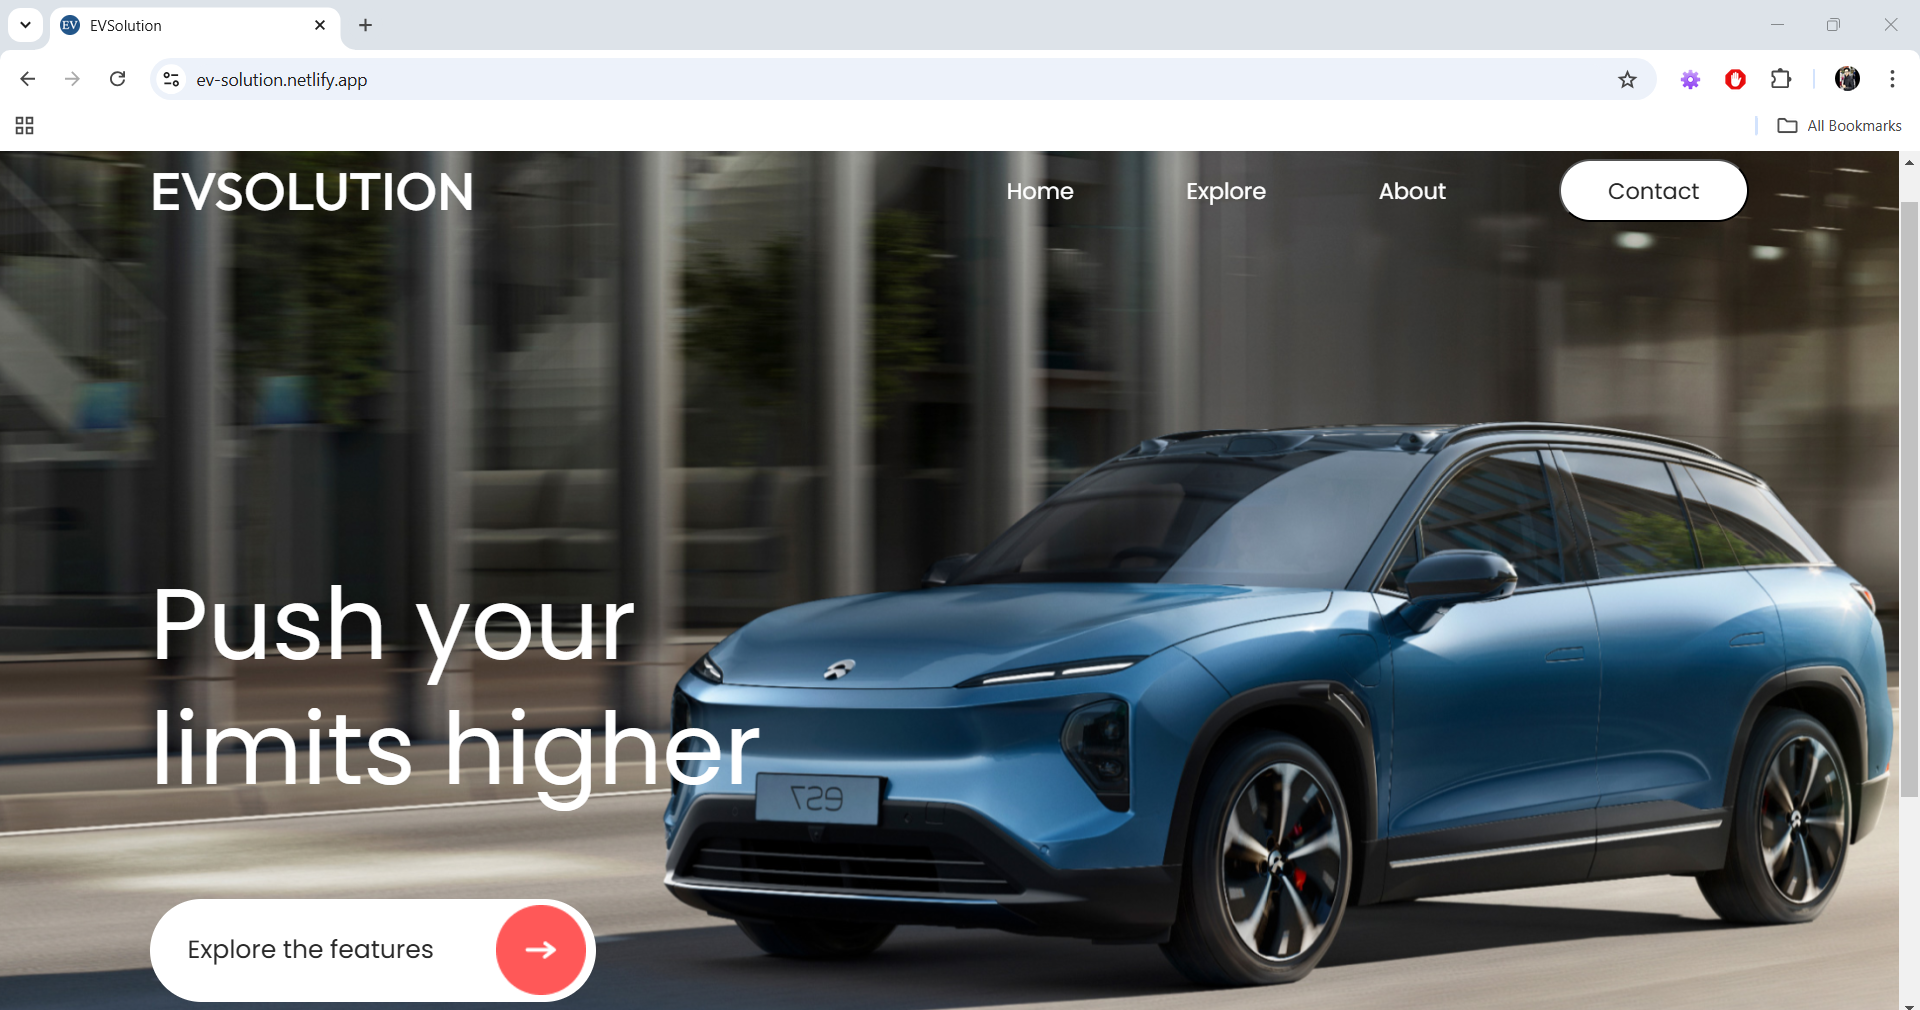 EV EVSolution
ev-solution.netlify.app
All Bookmarks
EVSOLUTION
Home
Explore
About
Contact
Push your
limits higher
ES7
Explore the features